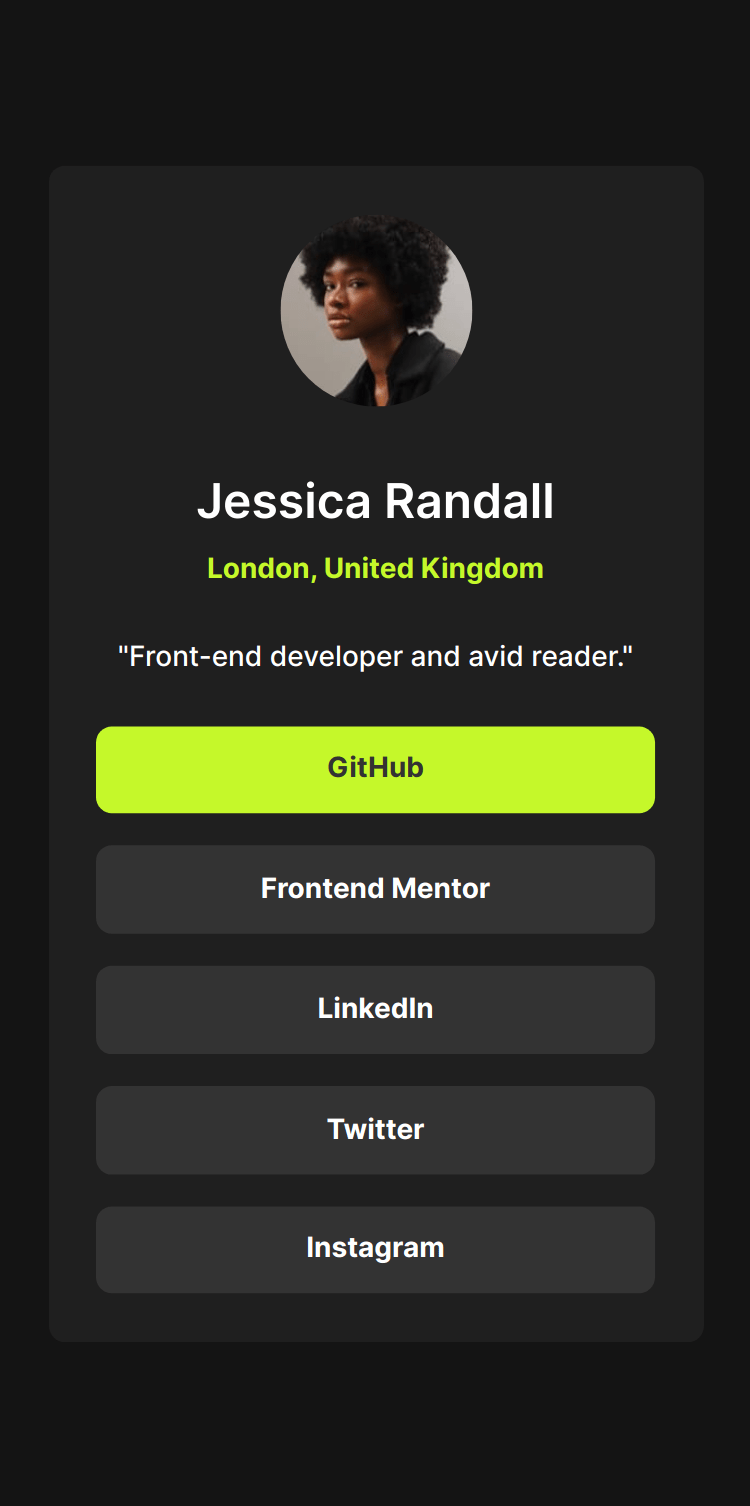 Jessica Randall
London, United Kingdom
"Front-end developer and avid reader."
GitHub
Frontend Mentor
LinkedIn
Twitter
Instagram